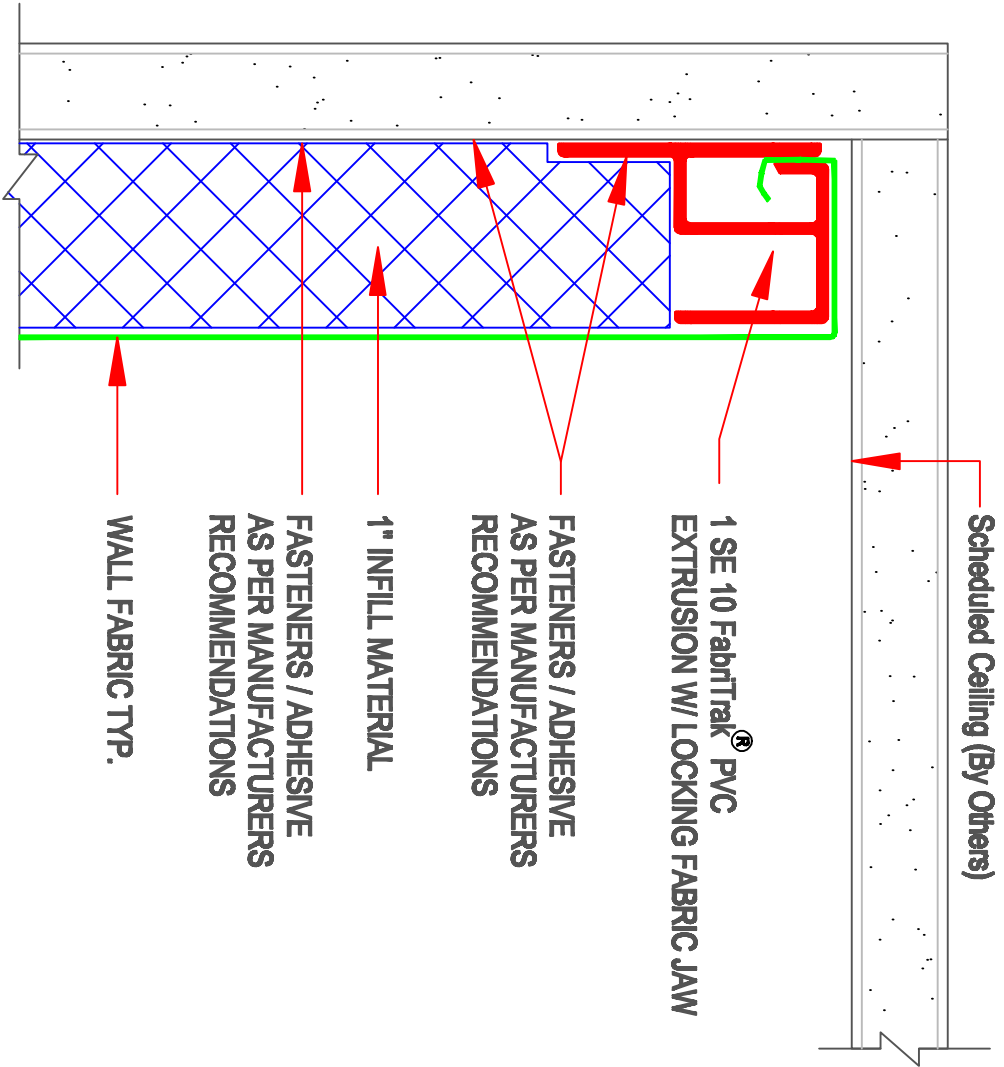 Scheduled Ceiling (By Others)
1 SE 10 FabriTrak® PVC
EXTRUSION W/ LOCKING FABRIC JAW
FASTENERS / ADHESIVE
AS PER MANUFACTURERS
RECOMMENDATIONS
1" INFILL MATERIAL
FASTENERS / ADHESIVE
AS PER MANUFACTURERS
RECOMMENDATIONS
WALL FABRIC TYP.